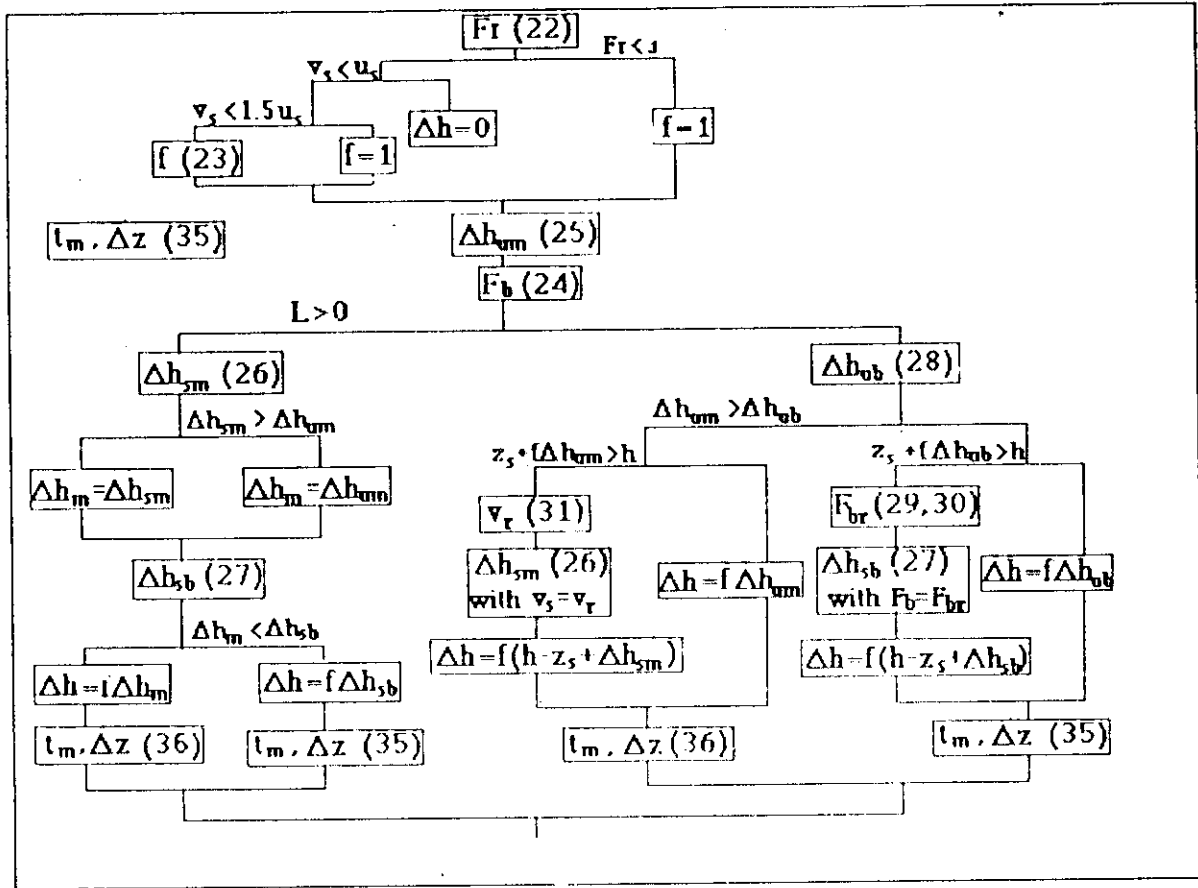 Fr (22)
Fr<
v_s<u_s
v_s<1.5u_s
Δh=0
f=1
f (23)
f=1
t_m, Δz (35)
Δh_um (25)
F_b (24)
L>0
Δh_sm (26)
Δh_ub (28)
Δh_sm>Δh_um
Δh_um>Δh_ub
z_s+fΔh_um>h
z_s+fΔh_ub>h
Δh_m=Δh_sm
Δh_m=Δh_um
v_r (31)
F_br (29,30)
Δh_sb (27)
Δh_sm (26)
with v_s=v_r
Δh=fΔh_um
Δh_sb (27)
with F_b=F_br
Δh=fΔh_ub
Δh_m<Δh_sb
Δh=f(h-z_s+Δh_sm)
Δh=f(h-z_s+Δh_sb)
Δh=fΔh_m
Δh=fΔh_sb
t_m, Δz (36)
t_m, Δz (35)
t_m, Δz (36)
t_m, Δz (35)